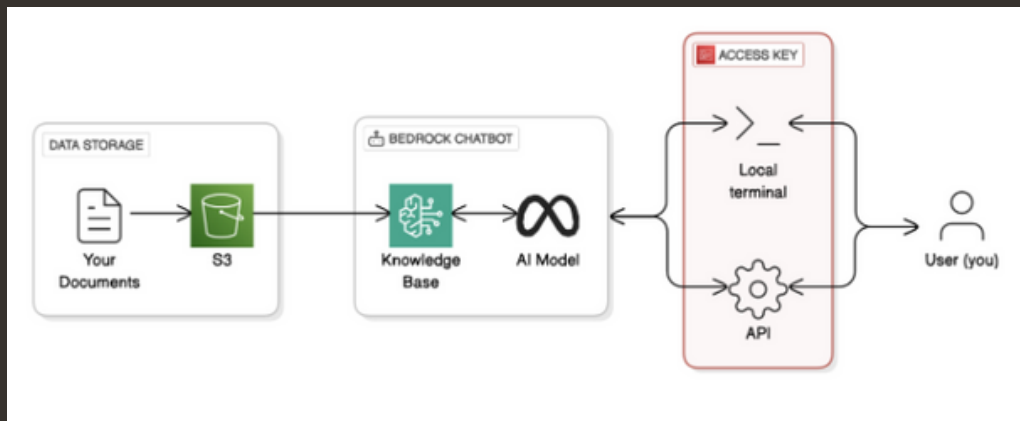 DATA STORAGE
Your
Documents
S3
BEDROCK CHATBOT
Knowledge
Base
AI Model
ACCESS KEY
Local
terminal
API
User (you)